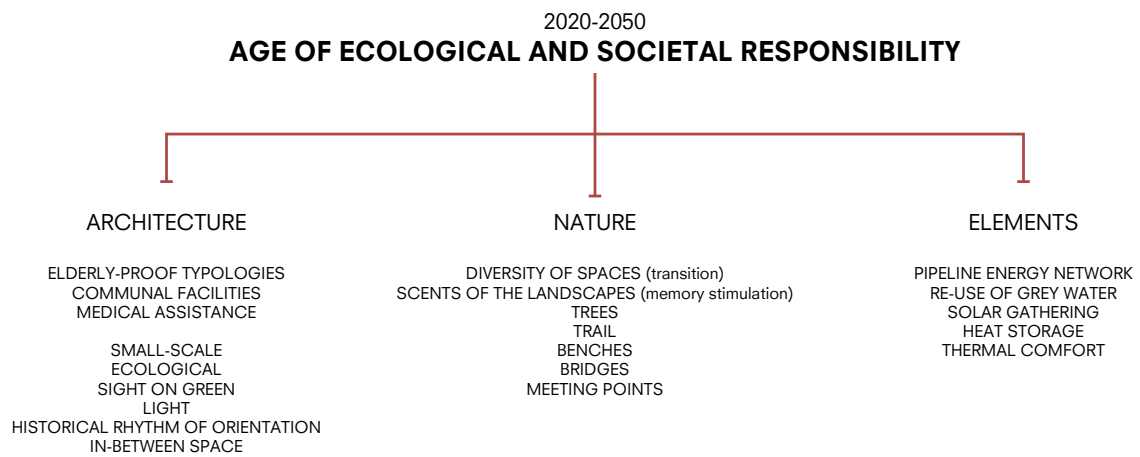 2020-2050
AGE OF ECOLOGICAL AND SOCIETAL RESPONSIBILITY
ARCHITECTURE
ELDERLY-PROOF TYPOLOGIES
COMMUNAL FACILITIES
MEDICAL ASSISTANCE
SMALL-SCALE
ECOLOGICAL
SIGHT ON GREEN
LIGHT
HISTORICAL RHYTHM OF ORIENTATION
IN-BETWEEN SPACE
NATURE
DIVERSITY OF SPACES (transition)
SCENTS OF THE LANDSCAPES (memory stimulation)
TREES
TRAIL
BENCHES
BRIDGES
MEETING POINTS
ELEMENTS
PIPELINE ENERGY NETWORK
RE-USE OF GREY WATER
SOLAR GATHERING
HEAT STORAGE
THERMAL COMFORT